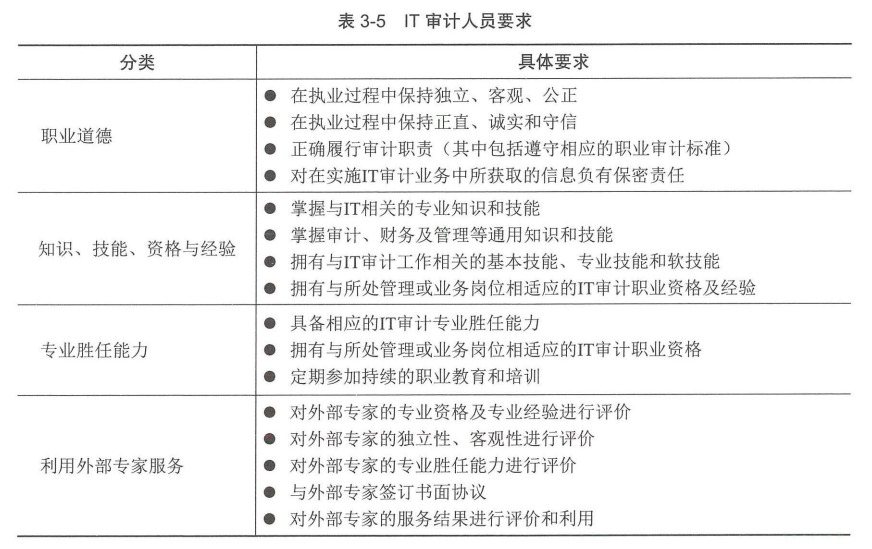 表 3-5 IT 审计人员要求
分类 具体要求
职业道德
● 在执业过程中保持独立、客观、公正
● 在执业过程中保持正直、诚实和守信
● 正确履行审计职责（其中包括遵守相应的职业审计标准）
● 对在实施IT审计业务中所获取的信息负有保密责任
知识、技能、资格与经验
● 掌握与IT相关的专业知识和技能
● 掌握审计、财务及管理等通用知识和技能
● 拥有与IT审计工作相关的基本技能、专业技能和软技能
● 拥有与所处管理或业务岗位相适应的IT审计职业资格及经验
专业胜任能力
● 具备相应的IT审计专业胜任能力
● 拥有与所处管理或业务岗位相适应的IT审计职业资格
● 定期参加持续的职业教育和培训
利用外部专家服务
● 对外部专家的专业资格及专业经验进行评价
● 对外部专家的独立性、客观性进行评价
● 对外部专家的专业胜任能力进行评价
● 与外部专家签订书面协议
● 对外部专家的服务结果进行评价和利用